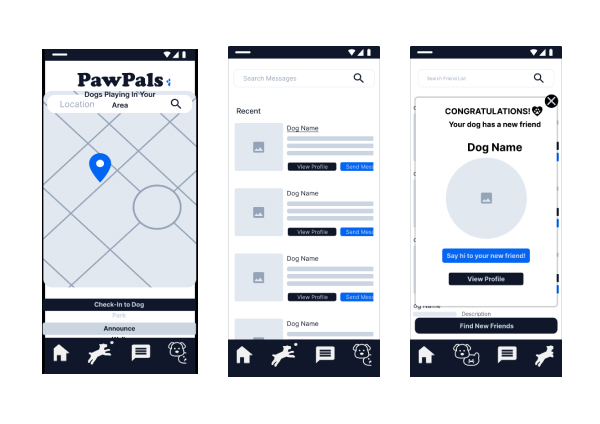 PawPals
Dogs Playing In Your
Area
Location
Check-In to Dog
Park
Announce
Search Messages
Recent
Dog Name
View Profile
Send Mess
Dog Name
View Profile
Send Mess
Dog Name
View Profile
Send Mess
Dog Name
Search Friend List
CONGRATULATIONS!
Your dog has a new friend
Dog Name
Say hi to your new friend!
View Profile
Dog Name
Description
Find New Friends